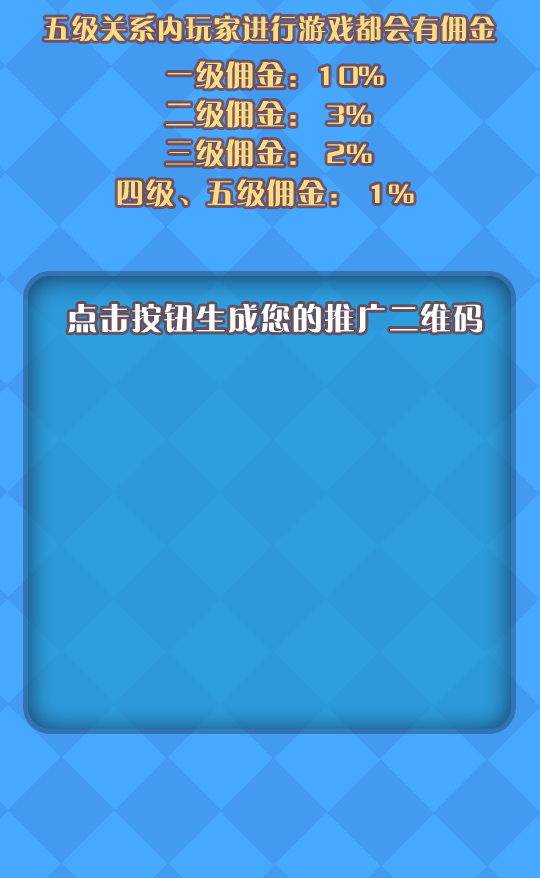 五级关系内玩家进行游戏都会有佣金
一级佣金：10%
二级佣金： 3%
三级佣金： 2%
四级、五级佣金： 1%
点击按钮生成您的推广二维码